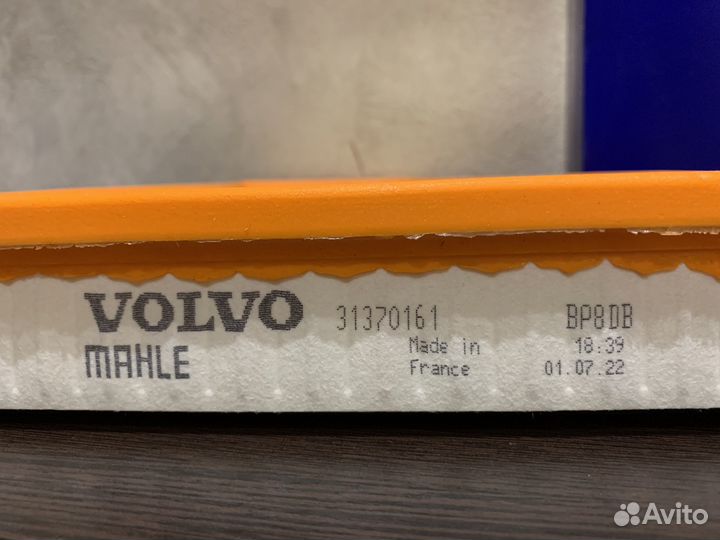 VOLVO 31370161 BP8DB
MAHLE Made in 18:39
France 01.07.22
Avito